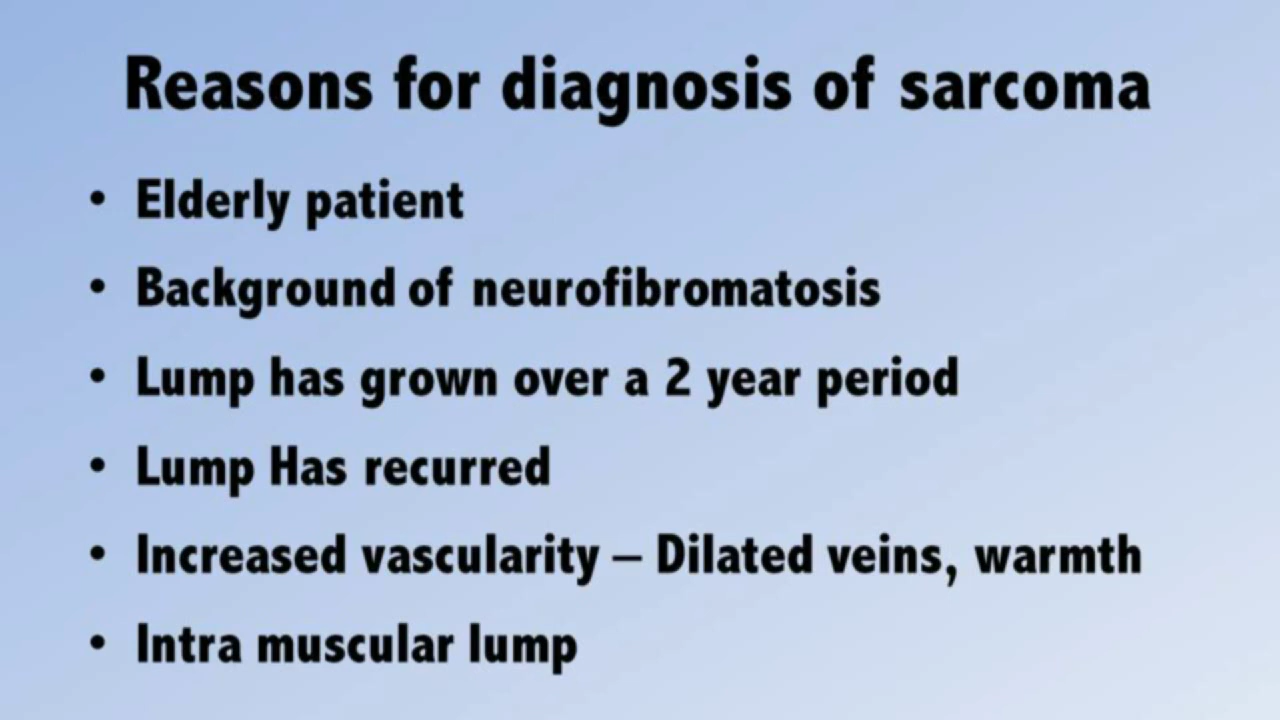 Reasons for diagnosis of sarcoma
• Elderly patient
• Background of neurofibromatosis
• Lump has grown over a 2 year period
• Lump Has recurred
• Increased vascularity – Dilated veins, warmth
• Intra muscular lump